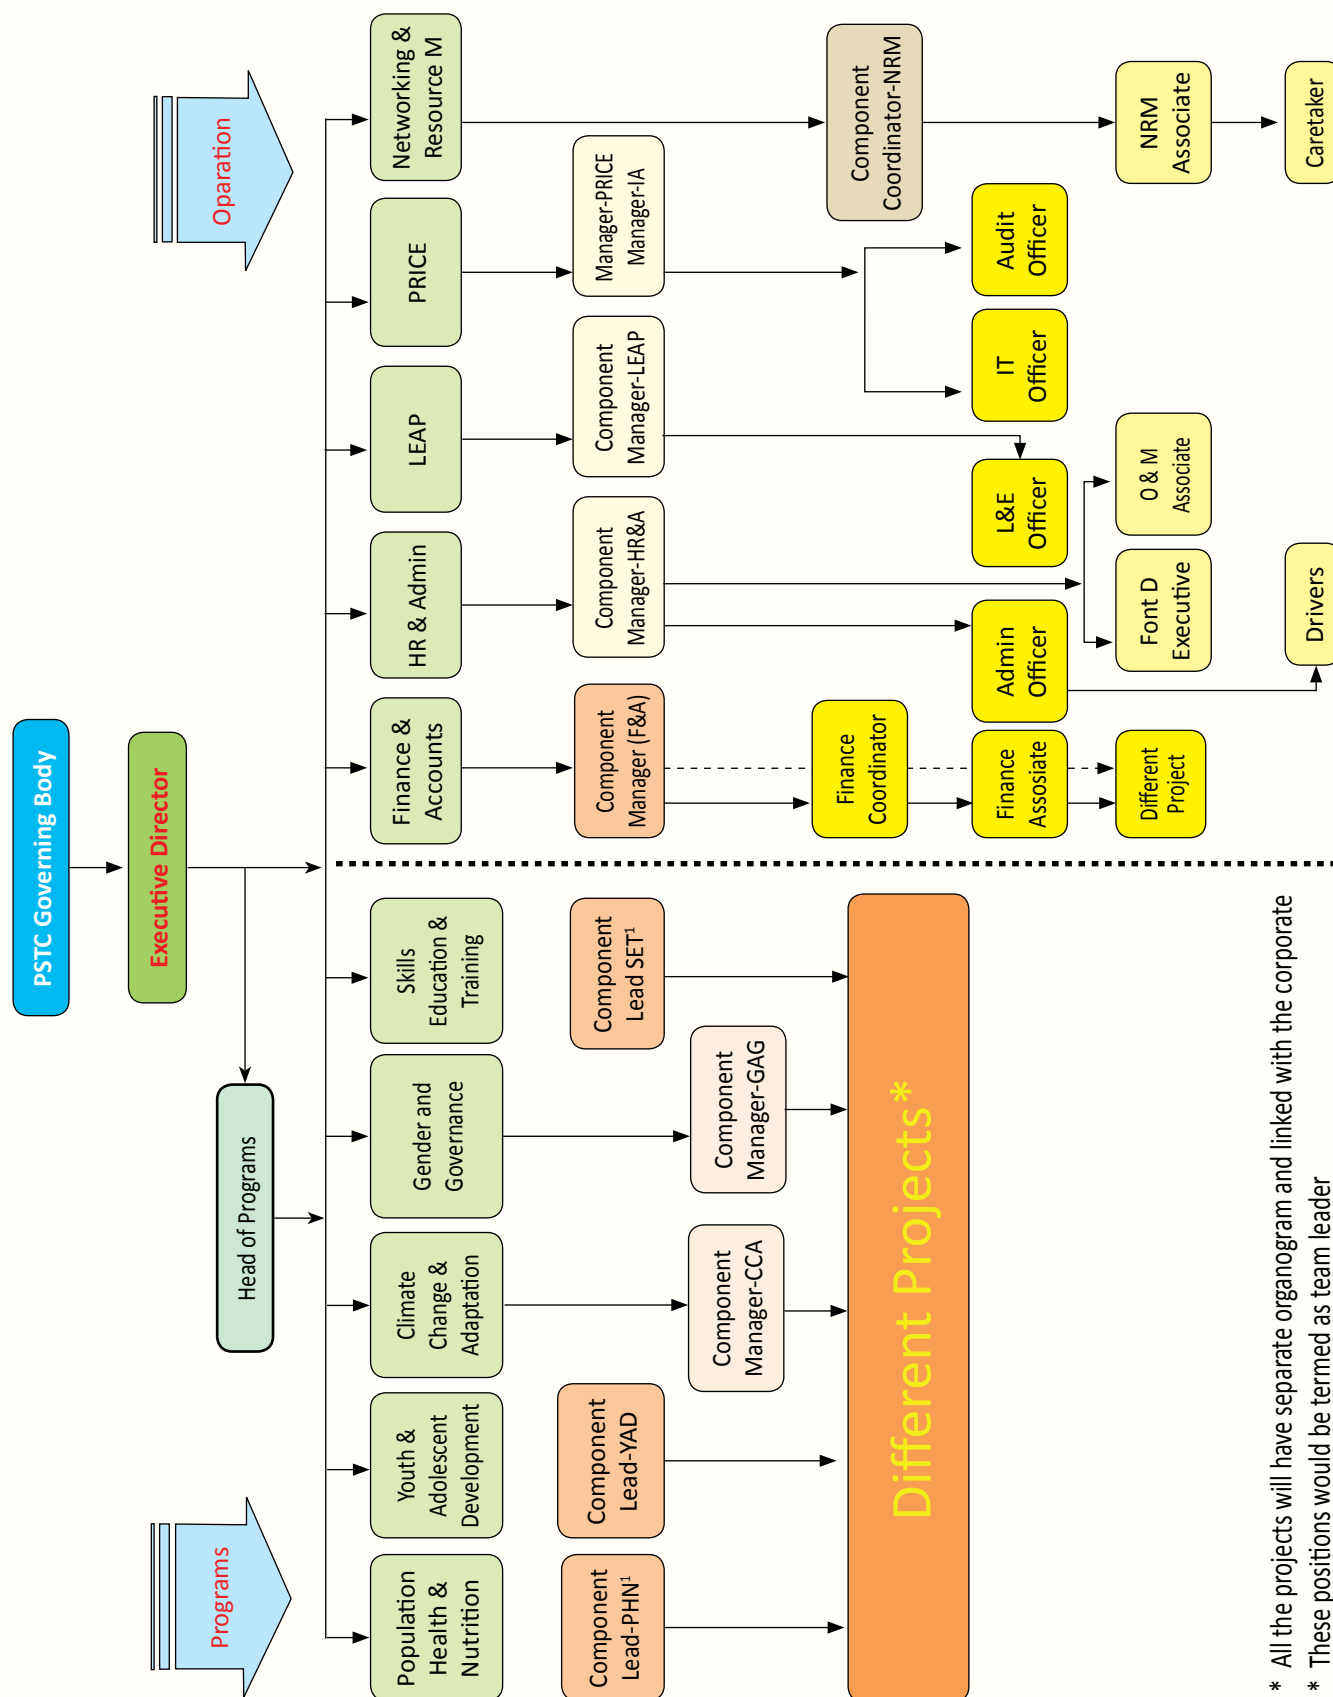 PSTC Governing Body
Executive Director
Head of Programs
Programs
Oparation
Population
Health &
Nutrition
Youth &
Adolescent
Development
Climate
Change &
Adaptation
Gender and
Governance
Skills
Education &
Training
Finance &
Accounts
HR & Admin
LEAP
PRICE
Networking &
Resource M
Component
Lead-PHN¹
Component
Lead-YAD
Component
Manager-CCA
Component
Manager-GAG
Component
Lead SET¹
Component
Manager (F&A)
Component
Manager-HR&A
Component
Manager-LEAP
Manager-PRICE
Manager-IA
Component
Coordinator-NRM
Different Projects*
Finance
Coordinator
Finance
Assosiate
Different
Project
Admin
Officer
L&E
Officer
IT
Officer
Audit
Officer
Font D
Executive
O & M
Associate
NRM
Associate
Drivers
Caretaker
* All the projects will have separate organogram and linked with the corporate
* These positions would be termed as team leader